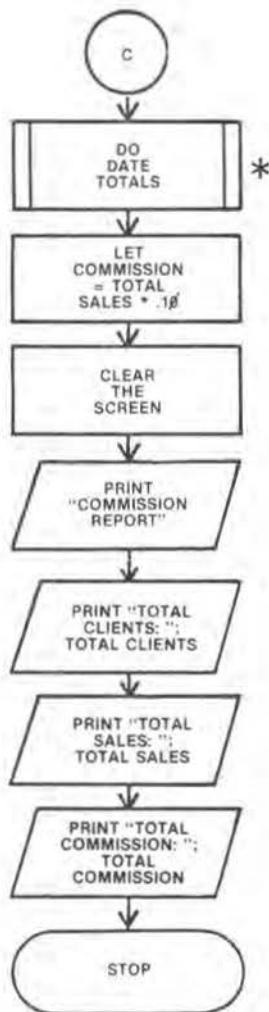 C
DO
DATE
TOTALS
*
LET
COMMISSION
= TOTAL
SALES * .10
CLEAR
THE
SCREEN
PRINT
"COMMISSION
REPORT"
PRINT "TOTAL
CLIENTS: ";
TOTAL CLIENTS
PRINT "TOTAL
SALES: ";
TOTAL SALES
PRINT "TOTAL
COMMISSION: ";
TOTAL
COMMISSION
STOP